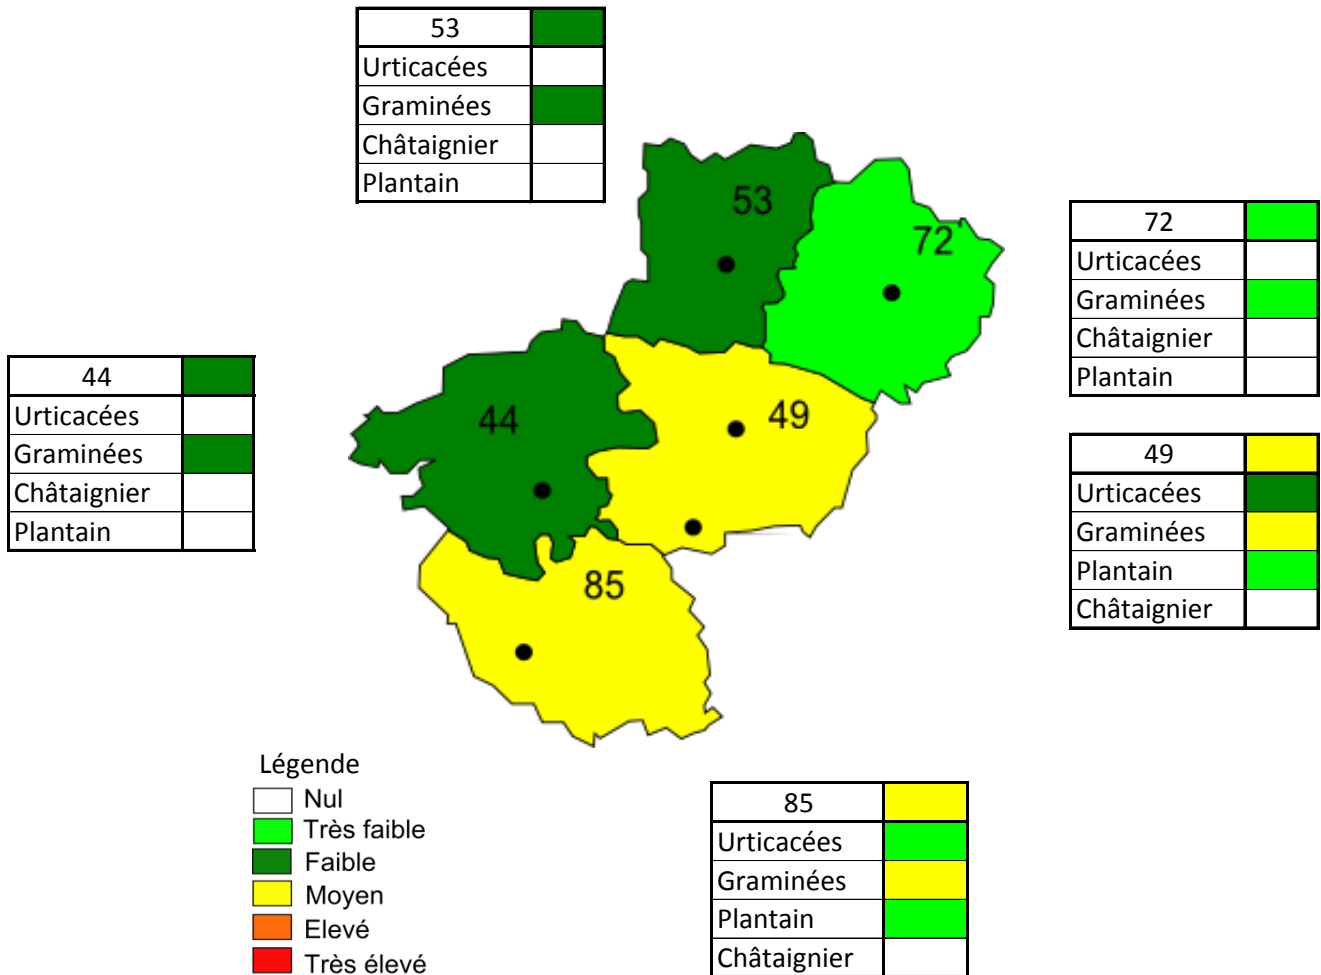 53
Urticacées
Graminées
Châtaignier
Plantain
53
72
72
Urticacées
Graminées
Châtaignier
Plantain
44
Urticacées
Graminées
Châtaignier
Plantain
44
49
49
Urticacées
Graminées
Plantain
Châtaignier
85
Légende
Nul
Très faible
Faible
Moyen
Elevé
Très élevé
85
Urticacées
Graminées
Plantain
Châtaignier